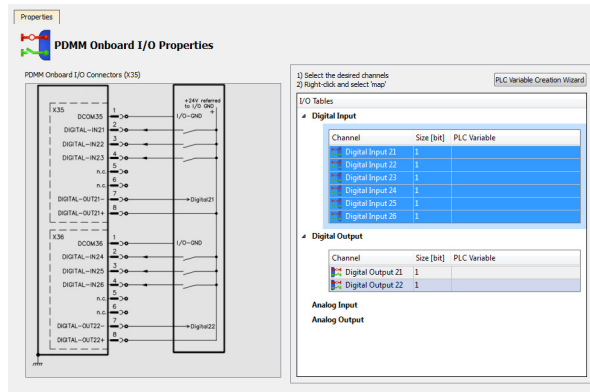 Properties
PDMM Onboard I/O Properties
PDMM Onboard I/O Connectors (X35)
X35
+24V referred
to I/O GND
+
DCOM35 1 I/O-GND
DIGITAL-IN21 2
DIGITAL-IN22 3
DIGITAL-IN23 4
n.c. 5
n.c. 6
DIGITAL-OUT21- 7 Digital21
DIGITAL-OUT21+ 8
X36
DCOM36 1 I/O-GND
DIGITAL-IN24 2
DIGITAL-IN25 3
DIGITAL-IN26 4
n.c. 5
n.c. 6
DIGITAL-OUT22- 7 Digital22
DIGITAL-OUT22+ 8
1) Select the desired channels
2) Right-click and select 'map'
PLC Variable Creation Wizard
I/O Tables
Digital Input
Channel Size [bit] PLC Variable
Digital Input 21 1
Digital Input 22 1
Digital Input 23 1
Digital Input 24 1
Digital Input 25 1
Digital Input 26 1
Digital Output
Channel Size [bit] PLC Variable
Digital Output 21 1
Digital Output 22 1
Analog Input
Analog Output